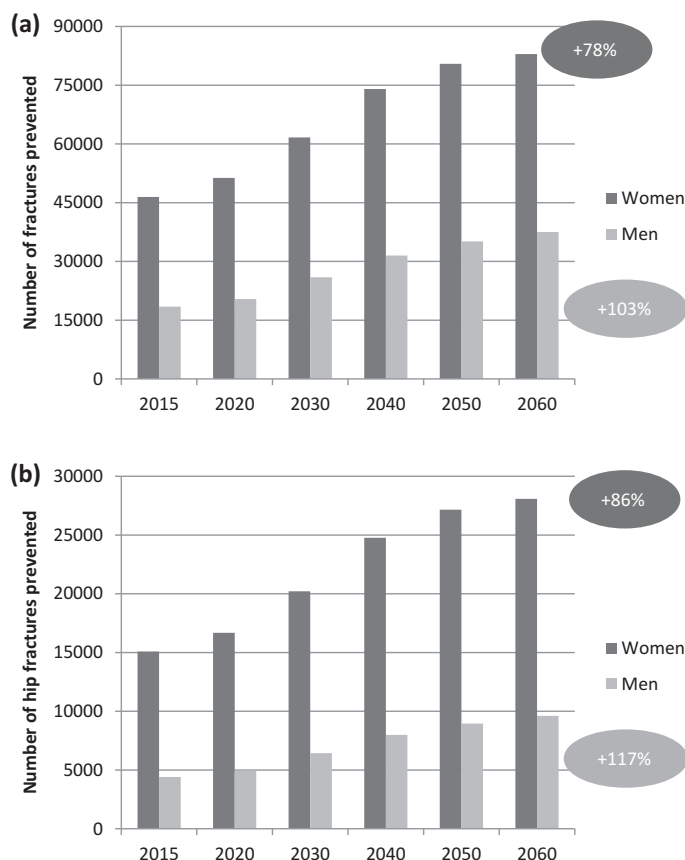 (a)
Number of fractures prevented
90000
75000
60000
45000
30000
15000
0
2015 2020 2030 2040 2050 2060
+78%
Women
Men
+103%
(b)
Number of hip fractures prevented
30000
25000
20000
15000
10000
5000
0
2015 2020 2030 2040 2050 2060
+86%
Women
Men
+117%